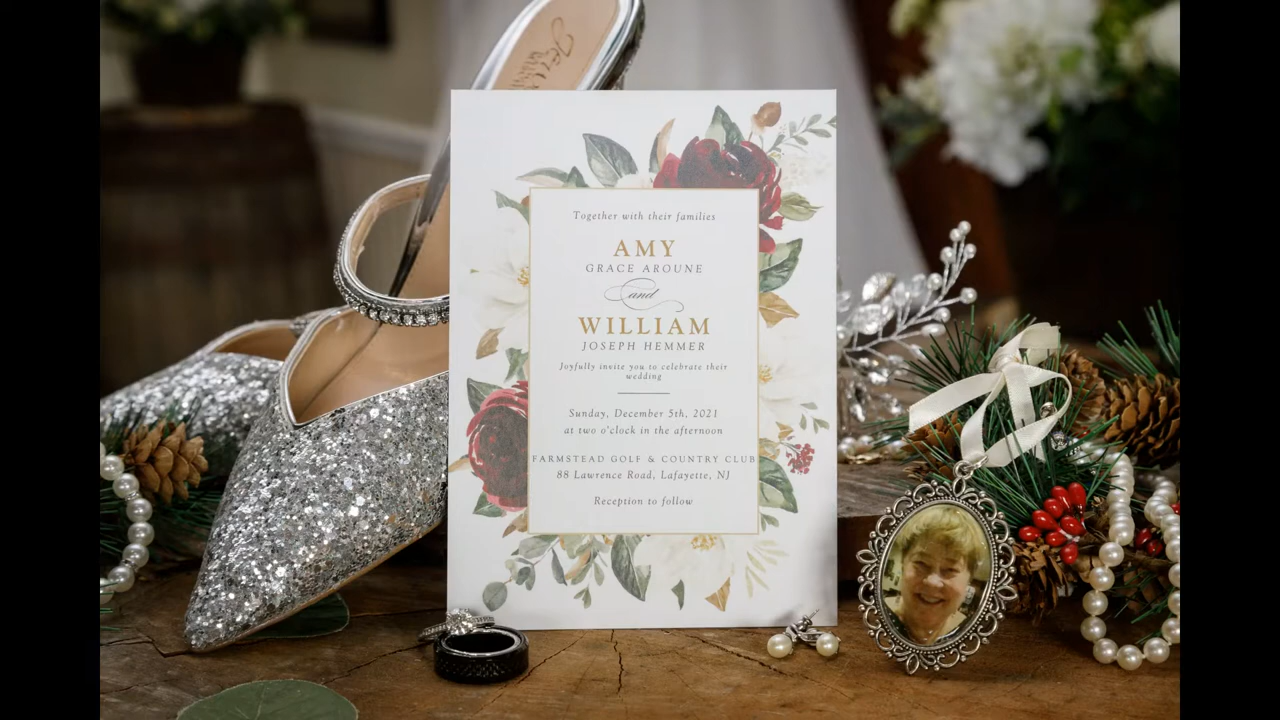 Together with their families
AMY
GRACE AROUNE
and
WILLIAM
JOSEPH HEMMER
Joyfully invite you to celebrate their
wedding
Sunday, December 5th, 2021
at two o'clock in the afternoon
FARMSTEAD GOLF & COUNTRY CLUB
88 Lawrence Road, Lafayette, NJ
Reception to follow